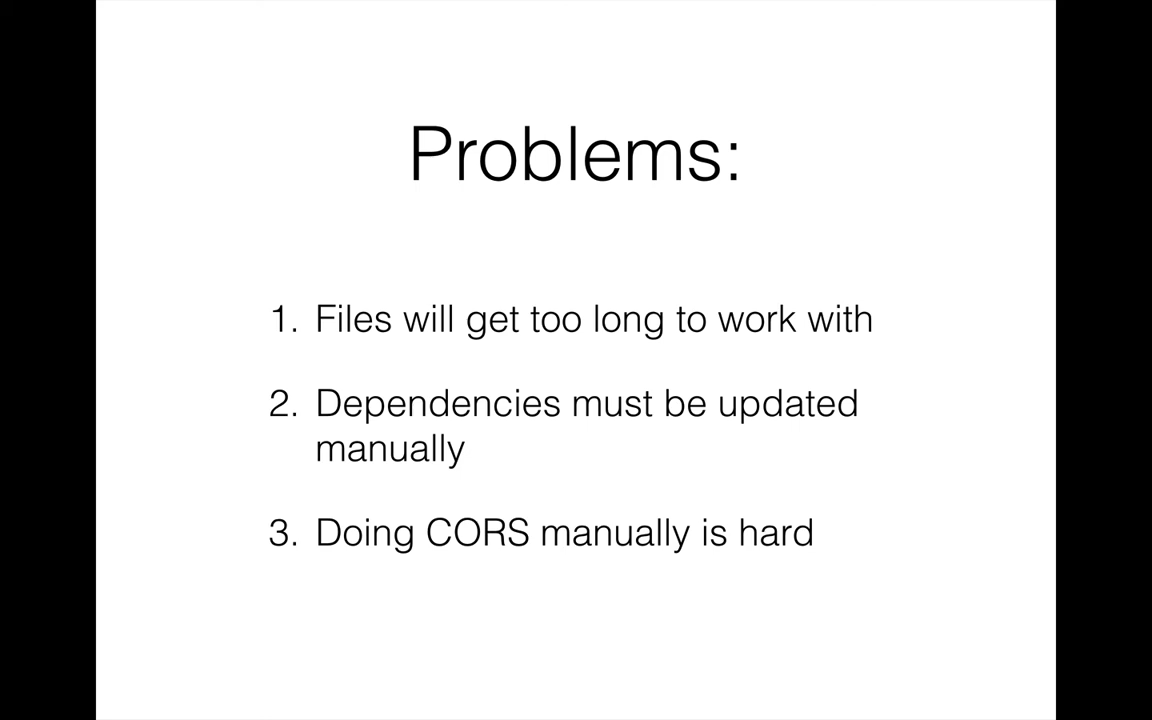 Problems:
1. Files will get too long to work with
2. Dependencies must be updated
manually
3. Doing CORS manually is hard